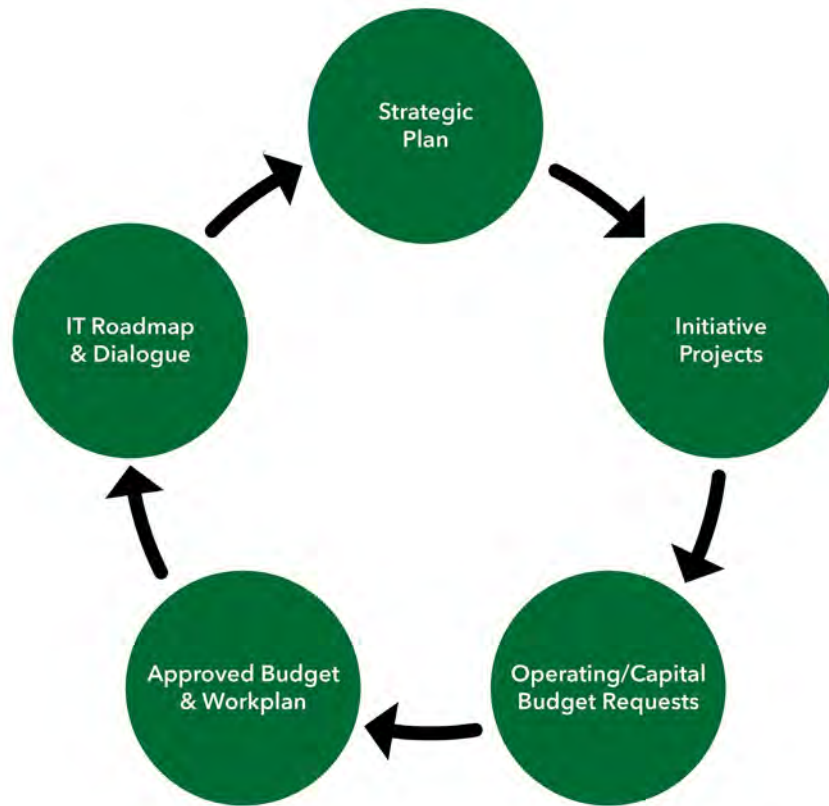 Strategic
Plan
Initiative
Projects
Operating/Capital
Budget Requests
Approved Budget
& Workplan
IT Roadmap
& Dialogue